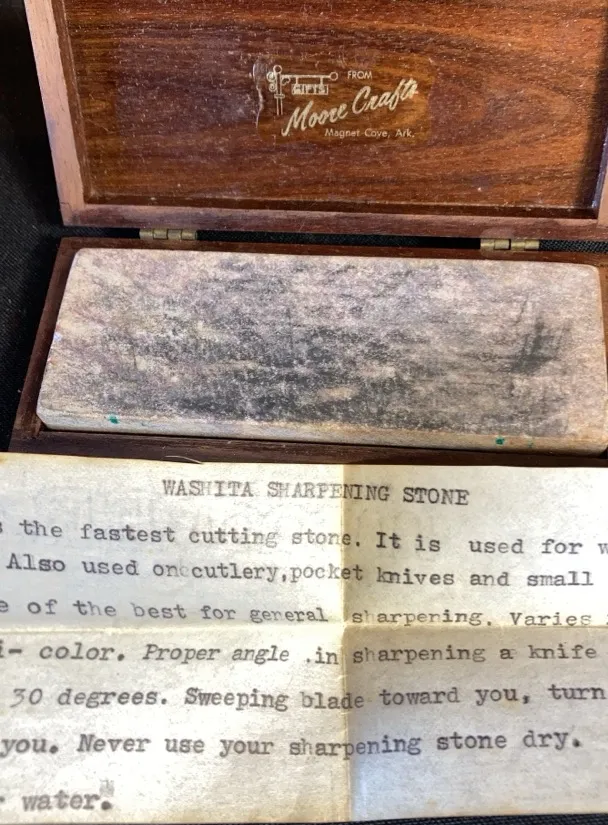 FROM
GIFTS
Moore Crafts
Magnet Cove, Ark.
WASHITA SHARPENING STONE
the fastest cutting stone. It is used for
Also used on cutlery,pocket knives and small
of the best for general sharpening. Varies
color. Proper angle .in sharpening a knife
30 degrees. Sweeping blade toward you, turn
you. Never use your sharpening stone dry.
water.